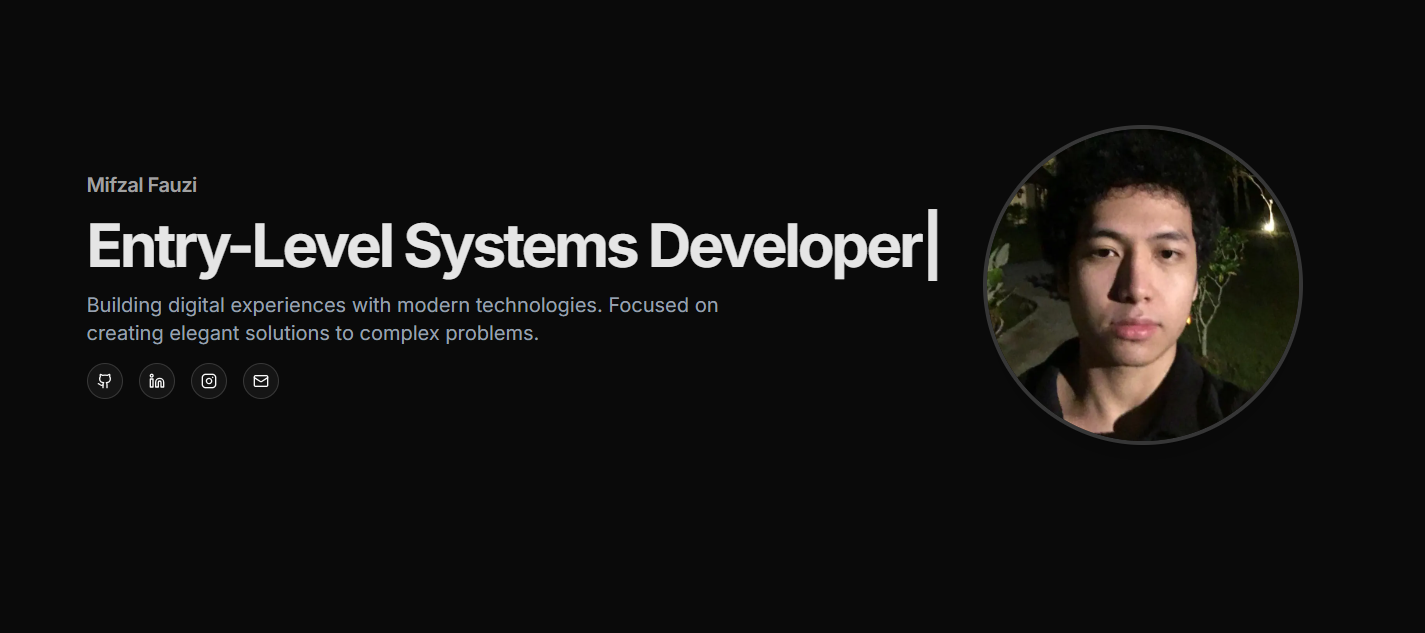 Mifzal Fauzi
Entry-Level Systems Developer|
Building digital experiences with modern technologies. Focused on
creating elegant solutions to complex problems.